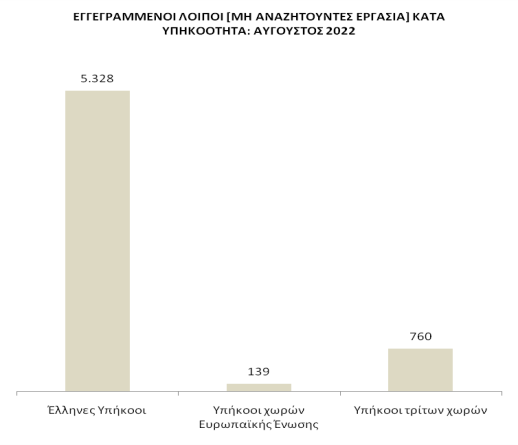 ΕΓΓΕΓΡΑΜΜΕΝΟΙ ΛΟΙΠΟΙ [ΜΗ ΑΝΑΖΗΤΟΥΝΤΕΣ ΕΡΓΑΣΙΑ] ΚΑΤΑ
ΥΠΗΚΟΟΤΗΤΑ: ΑΥΓΟΥΣΤΟΣ 2022
5.328
139
760
Έλληνες Υπήκοοι
Υπήκοοι χωρών
Ευρωπαϊκής Ένωσης
Υπήκοοι τρίτων χωρών